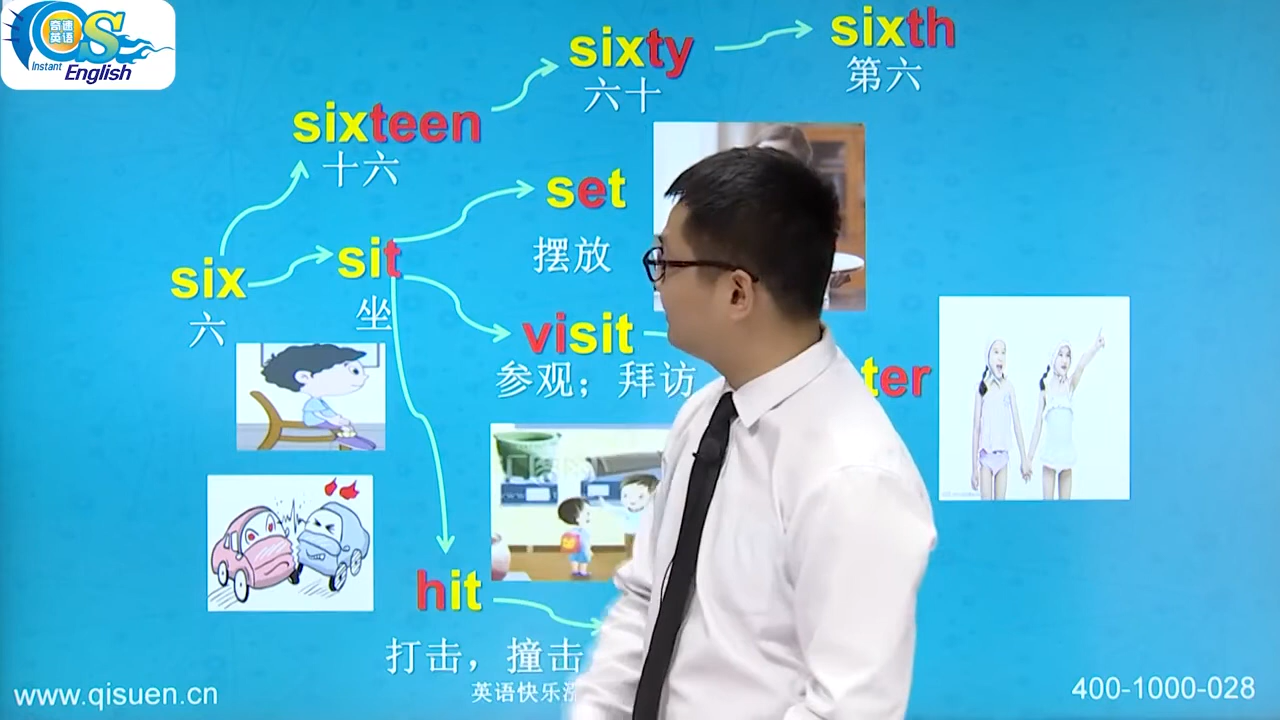 奇速
英语
QS
Instant
English
sixty
六十
sixth
第六
sixteen
十六
set
摆放
six
六
sit
坐
visit
参观；拜访
ter
hit
打击，撞击
英语快乐
www.qisuen.cn
400-1000-028